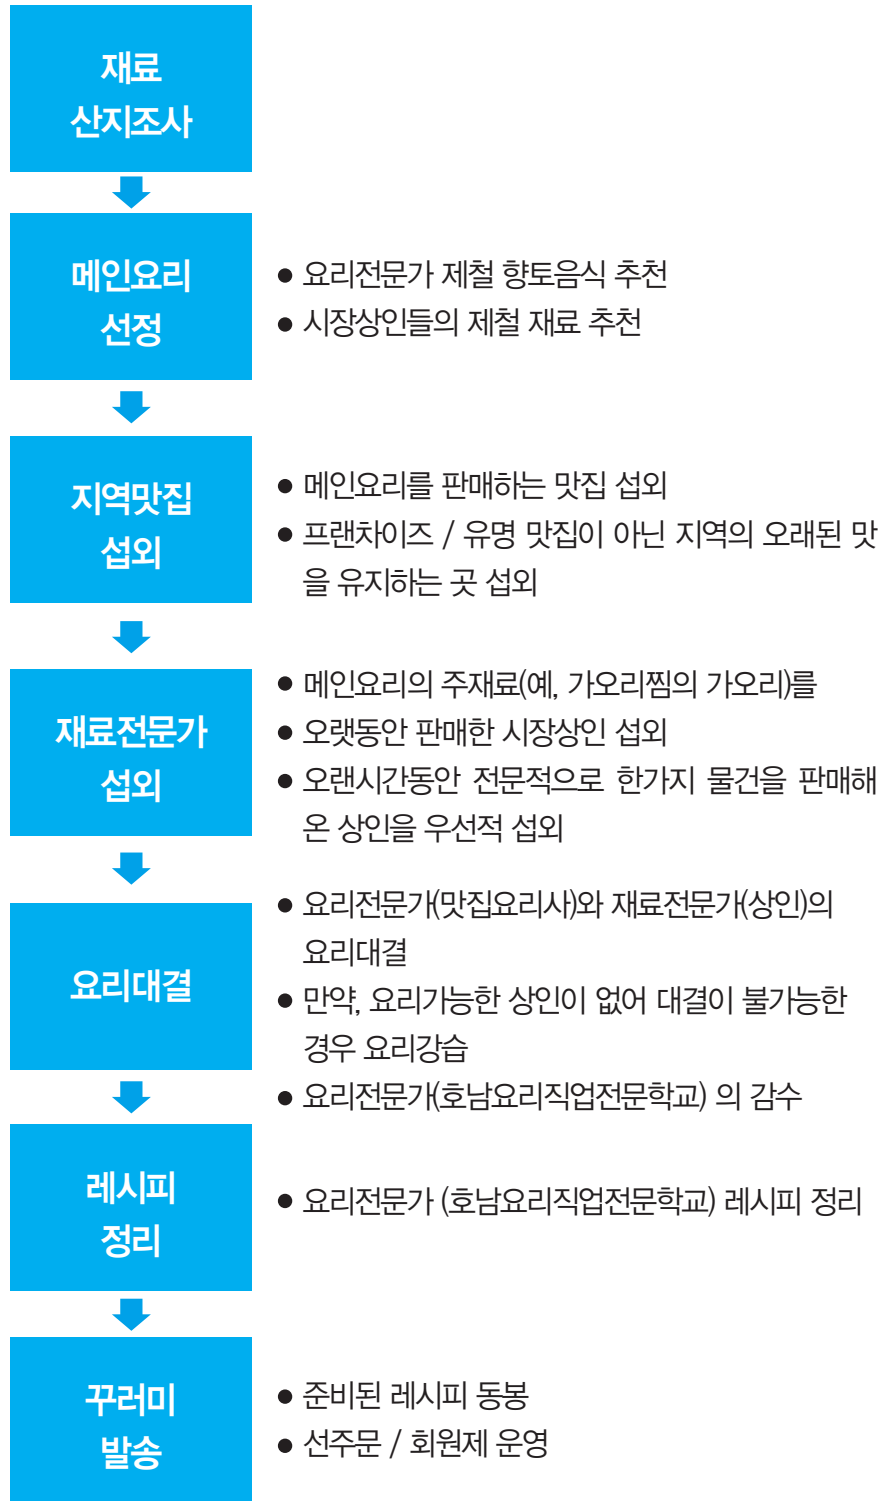 재료
산지조사
메인요리
선정
● 요리전문가 제철 향토음식 추천
● 시장상인들의 제철 재료 추천
지역맛집
섭외
● 메인요리를 판매하는 맛집 섭외
● 프랜차이즈 / 유명 맛집이 아닌 지역의 오래된 맛
을 유지하는 곳 섭외
재료전문가
섭외
● 메인요리의 주재료(예, 가오리찜의 가오리)를
● 오랫동안 판매한 시장상인 섭외
● 오랜시간동안 전문적으로 한가지 물건을 판매해
온 상인을 우선적 섭외
요리대결
● 요리전문가(맛집요리사)와 재료전문가(상인)의
요리대결
● 만약, 요리가능한 상인이 없어 대결이 불가능한
경우 요리강습
● 요리전문가(호남요리직업전문학교) 의 감수
레시피
정리
● 요리전문가 (호남요리직업전문학교) 레시피 정리
꾸러미
발송
● 준비된 레시피 동봉
● 선주문 / 회원제 운영